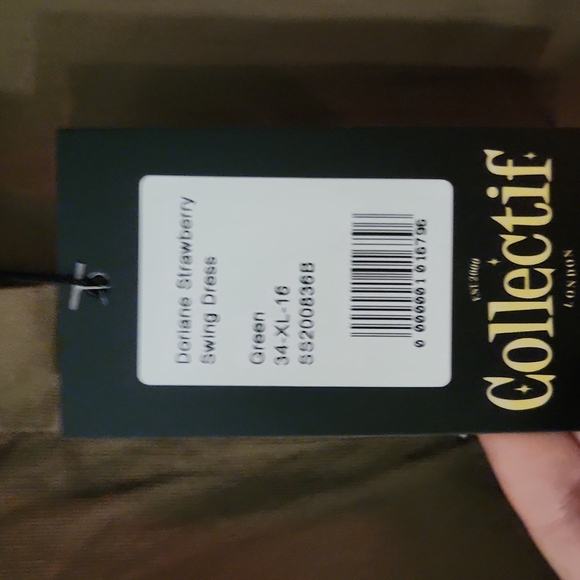 Doriane Strawberry
Swing Dress
Green
34-XL-16
SS200836B
0 000001 016796
EST 2000
Collectif
LONDON